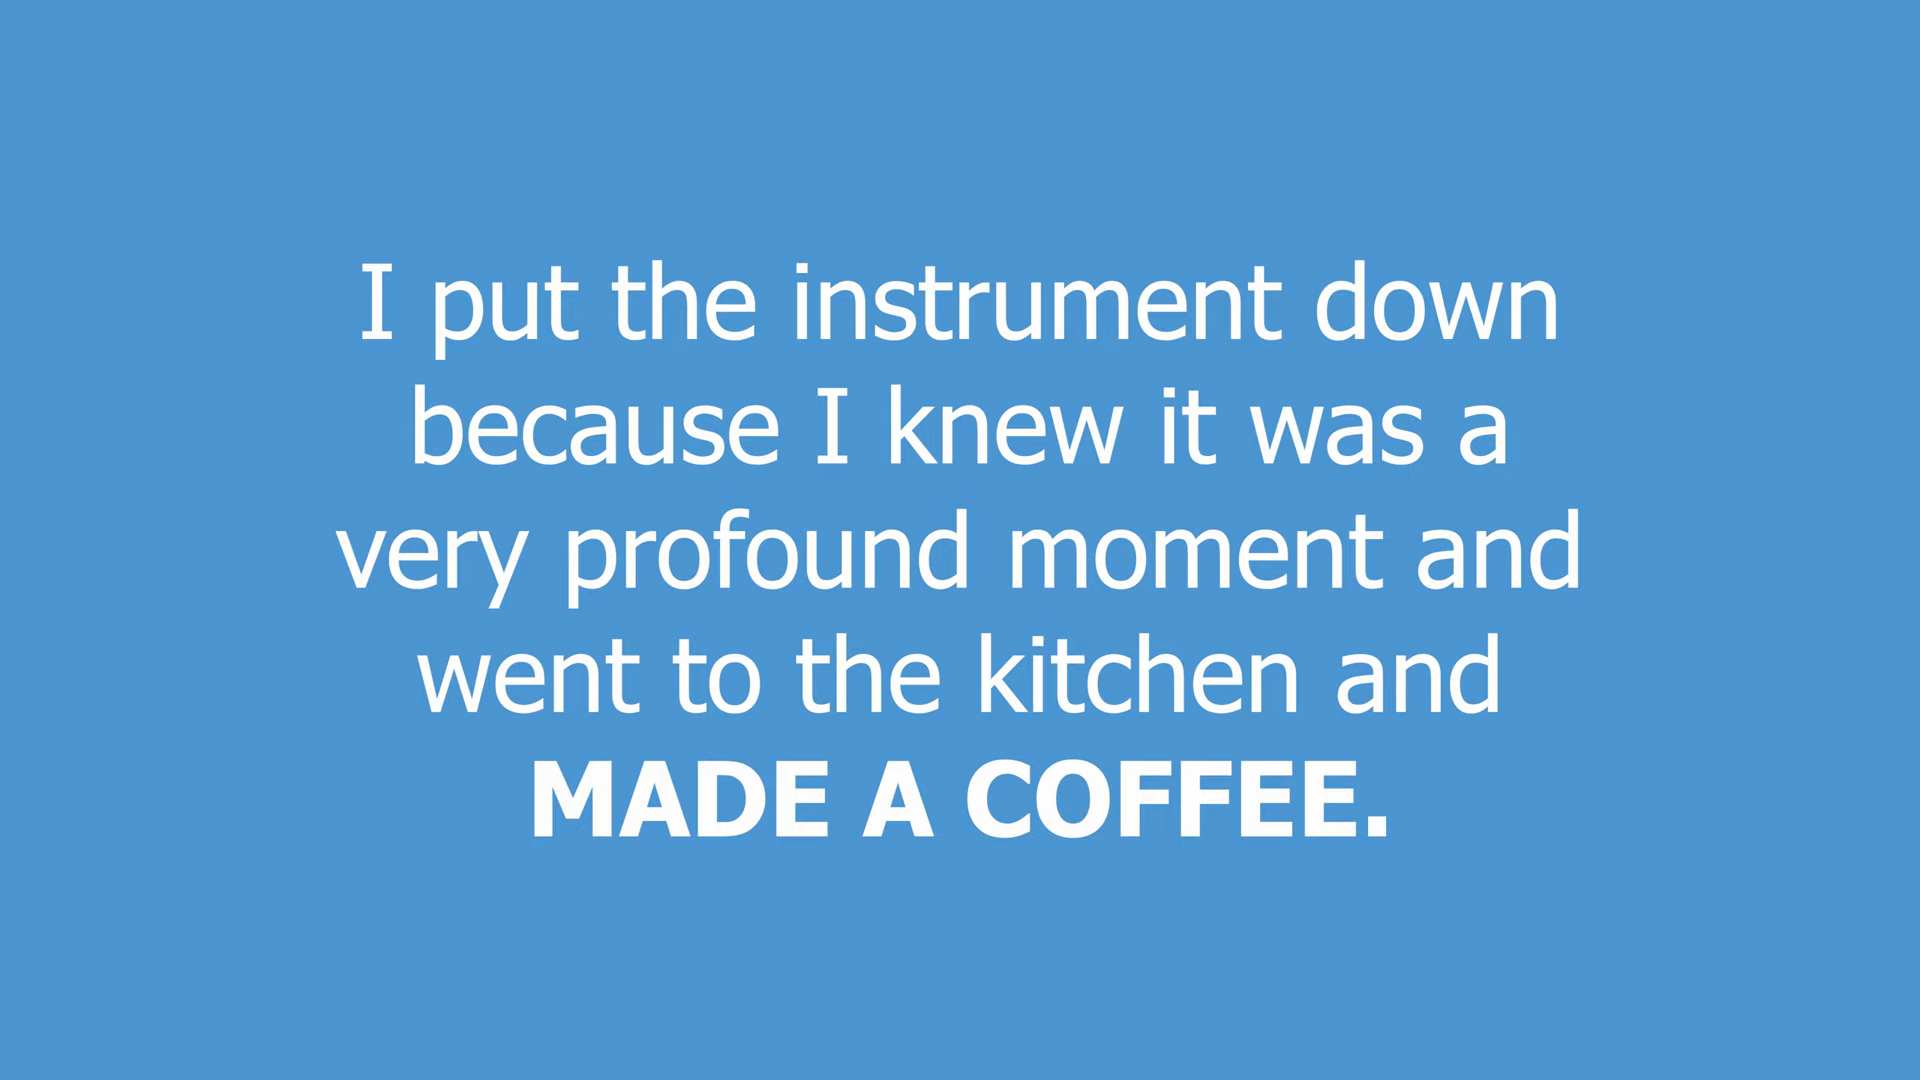 I put the instrument down
because I knew it was a
very profound moment and
went to the kitchen and
MADE A COFFEE.